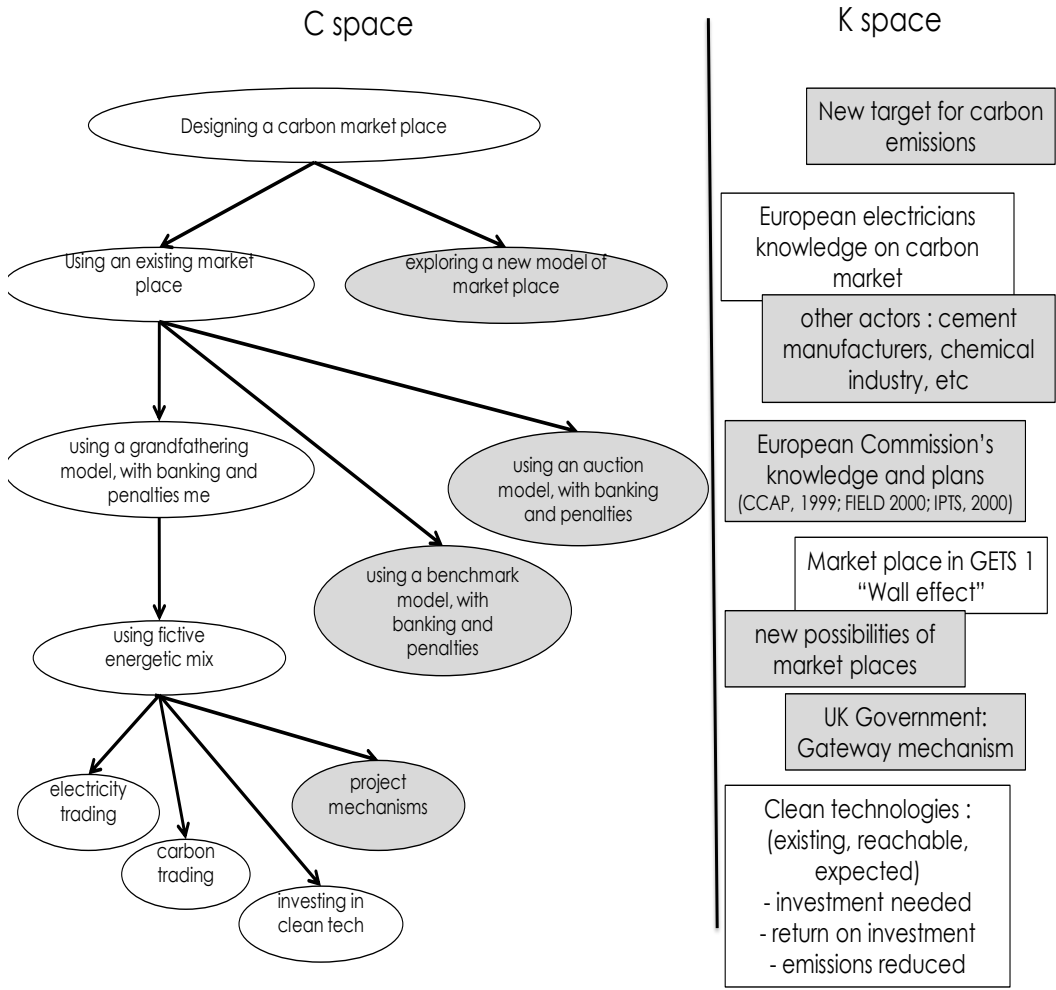 C space
Designing a carbon market place
Using an existing market
place
exploring a new model of
market place
using a grandfathering
model, with banking and
penalties me
using an auction
model, with banking
and penalties
using a benchmark
model, with
banking and
penalties
using fictive
energetic mix
electricity
trading
carbon
trading
investing in
clean tech
project
mechanisms
K space
New target for carbon
emissions
European electricians
knowledge on carbon
market
other actors : cement
manufacturers, chemical
industry, etc
European Commission's
knowledge and plans
(CCAP, 1999; FIELD 2000; IPTS, 2000)
Market place in GETS 1
“Wall effect”
new possibilities of
market places
UK Government:
Gateway mechanism
Clean technologies :
(existing, reachable,
expected)
- investment needed
- return on investment
- emissions reduced